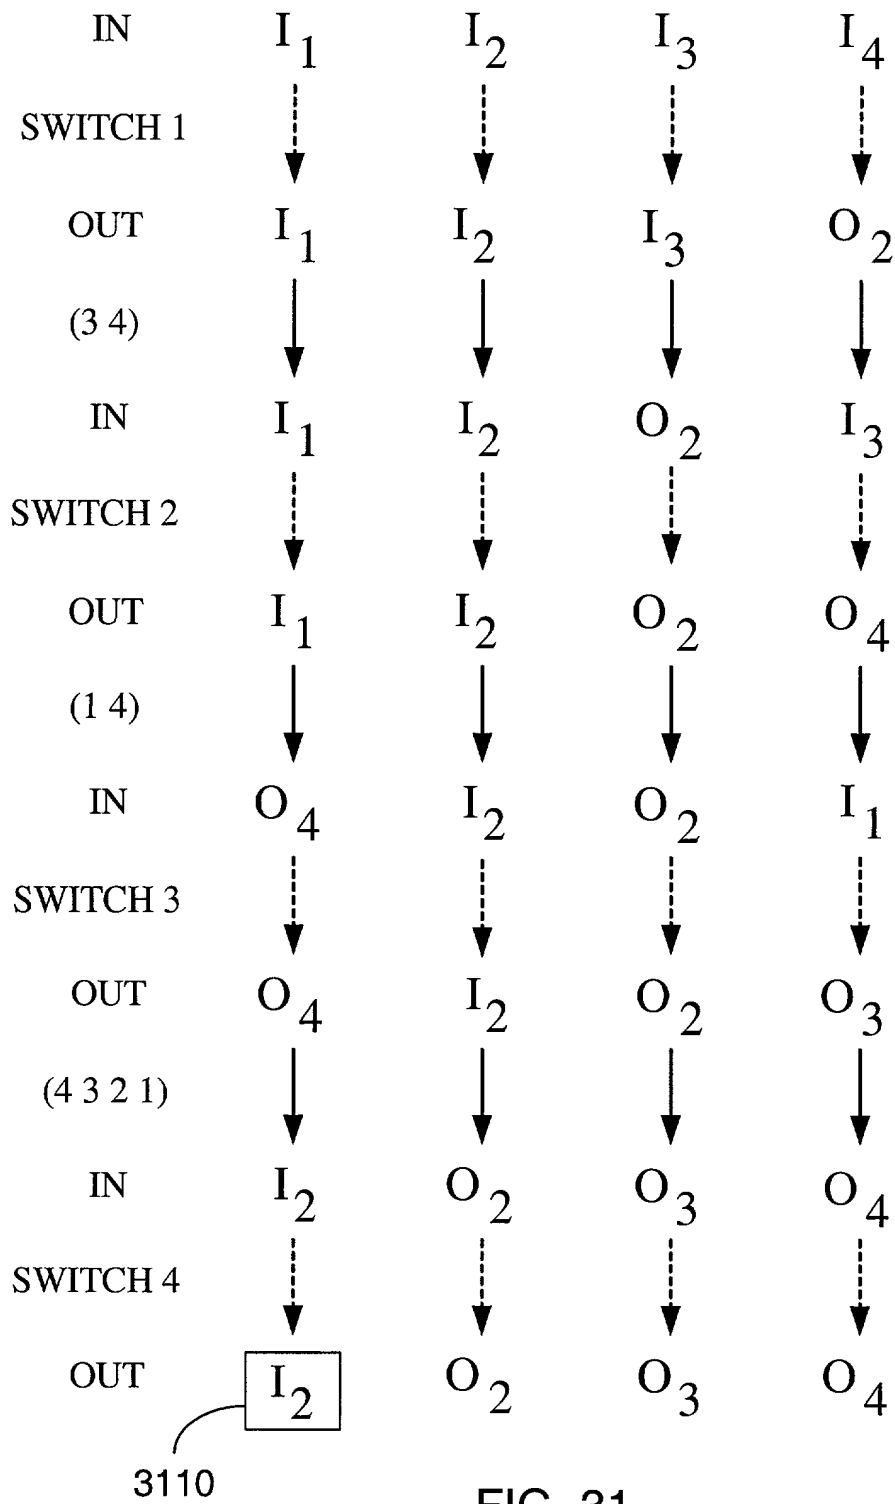 IN I₁ I₂ I₃ I₄
SWITCH 1
OUT I₁ I₂ I₃ O₂
(3 4)
IN I₁ I₂ O₂ I₃
SWITCH 2
OUT I₁ I₂ O₂ O₄
(1 4)
IN O₄ I₂ O₂ I₁
SWITCH 3
OUT O₄ I₂ O₂ O₃
(4 3 2 1)
IN I₂ O₂ O₃ O₄
SWITCH 4
OUT I₂ O₂ O₃ O₄
3110
FIG. 31